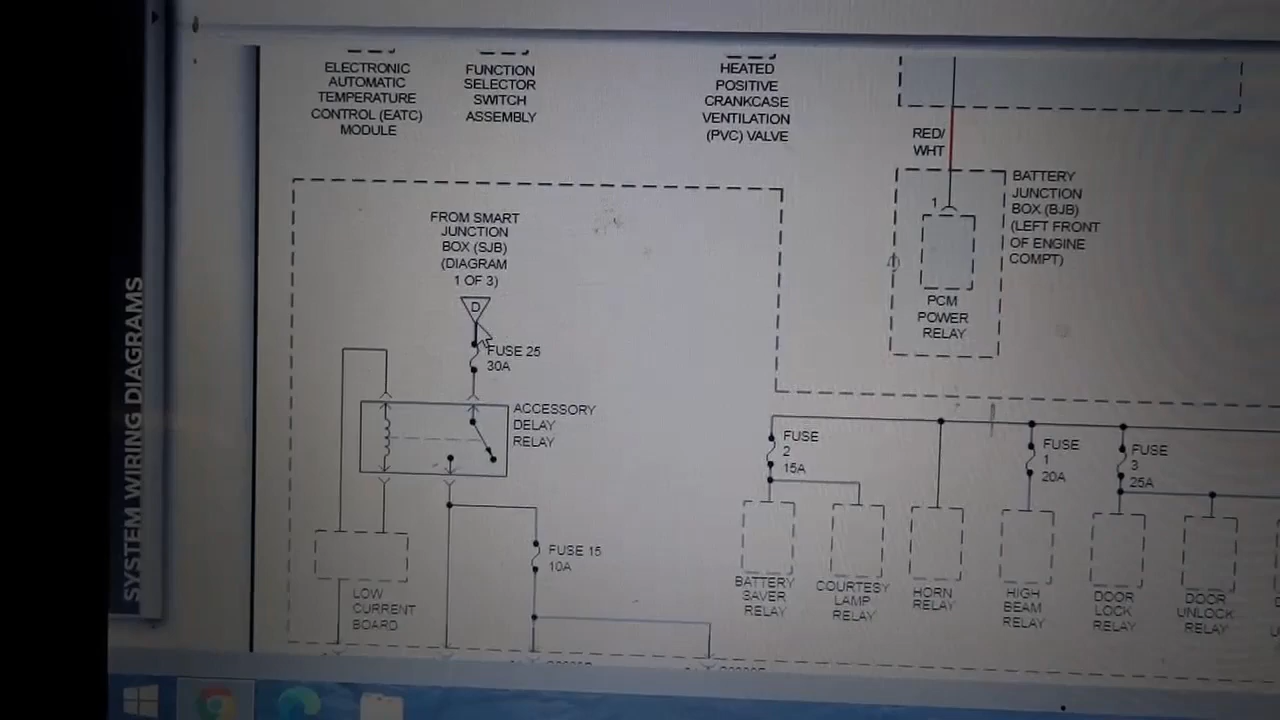 SYSTEM WIRING DIAGRAMS
ELECTRONIC
AUTOMATIC
TEMPERATURE
CONTROL (EATC)
MODULE
FUNCTION
SELECTOR
SWITCH
ASSEMBLY
HEATED
POSITIVE
CRANKCASE
VENTILATION
(PVC) VALVE
RED/
WHT
1
BATTERY
JUNCTION
BOX (BJB)
(LEFT FRONT
OF ENGINE
COMPT)
PCM
POWER
RELAY
FROM SMART
JUNCTION
BOX (SJB)
(DIAGRAM
1 OF 3)
D
FUSE 25
30A
ACCESSORY
DELAY
RELAY
FUSE 15
10A
LOW
CURRENT
BOARD
FUSE
2
15A
FUSE
1
20A
FUSE
3
25A
BATTERY
SAVER
RELAY
COURTESY
LAMP
RELAY
HORN
RELAY
HIGH
BEAM
RELAY
DOOR
LOCK
RELAY
DOOR
UNLOCK
RELAY